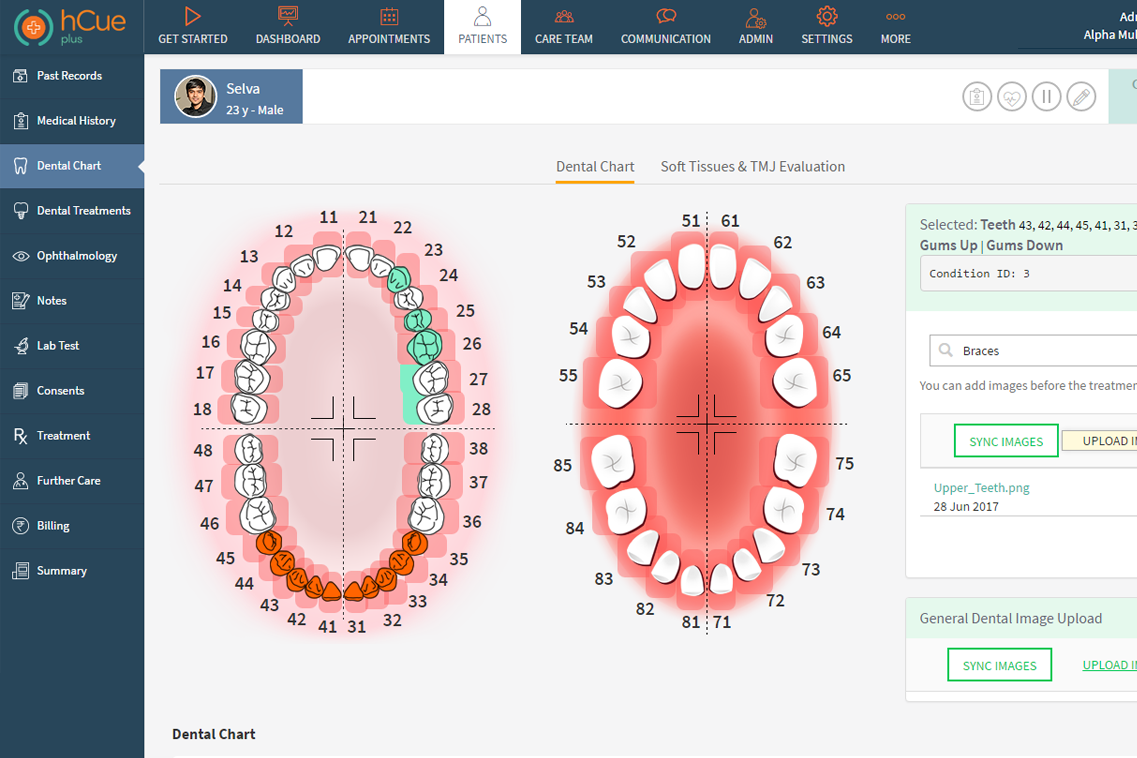 hCue
plus
GET STARTED
DASHBOARD
APPOINTMENTS
PATIENTS
CARE TEAM
COMMUNICATION
ADMIN
SETTINGS
MORE
Alpha
Past Records
Medical History
Dental Chart
Dental Treatments
Ophthalmology
Notes
Lab Test
Consents
Treatment
Further Care
Billing
Summary
Selva
23 y - Male
Dental Chart
Soft Tissues & TMJ Evaluation
11 21
12 22
13 23
14 24
15 25
16 26
17 27
18 28
48 38
47 37
46 36
45 35
44 34
43 33
42 32
41 31
51 61
52 62
53 63
54 64
55 65
85 75
84 74
83 73
82 72
81 71
Selected: Teeth 43, 42, 44, 45, 41, 31,
Gums Up | Gums Down
Condition ID: 3
Braces
You can add images before the
SYNC IMAGES
UPLOAD
Upper_Teeth.png
28 Jun 2017
General Dental Image Upload
SYNC IMAGES
UPLOAD
Dental Chart